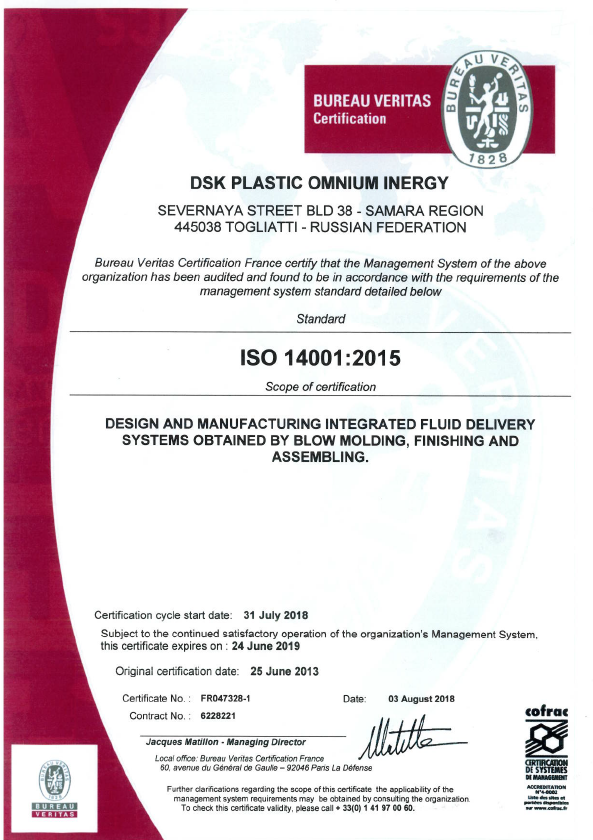 BUREAU VERITAS
Certification
BUREAU VERITAS
1828
DSK PLASTIC OMNIUM INERGY
SEVERNAYA STREET BLD 38 - SAMARA REGION
445038 TOGLIATTI - RUSSIAN FEDERATION
Bureau Veritas Certification France certify that the Management System of the above
organization has been audited and found to be in accordance with the requirements of the
management system standard detailed below
Standard
ISO 14001:2015
Scope of certification
DESIGN AND MANUFACTURING INTEGRATED FLUID DELIVERY
SYSTEMS OBTAINED BY BLOW MOLDING, FINISHING AND
ASSEMBLING.
Certification cycle start date: 31 July 2018
Subject to the continued satisfactory operation of the organization's Management System,
this certificate expires on : 24 June 2019
Original certification date: 25 June 2013
Certificate No. : FR047328-1 Date: 03 August 2018
Contract No. : 6228221
Jacques Matillon - Managing Director
Local office: Bureau Veritas Certification France
60, avenue du Général de Gaulle – 92046 Paris La Défense
Further clarifications regarding the scope of this certificate the applicability of the
management system requirements may be obtained by consulting the organization.
To check this certificate validity, please call + 33(0) 1 41 97 00 60.
cofrac
CERTIFICATION
DE SYSTEMES
DE MANAGEMENT
ACCREDITATION
N°4-0002
Liste des sites et
portées disponibles
sur www.cofrac.fr
BUREAU
VERITAS